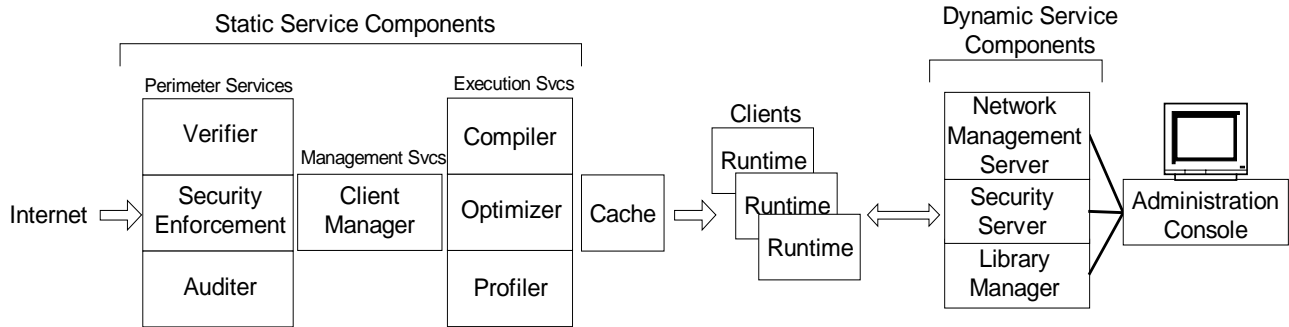 Static Service Components
Dynamic Service
Components
Perimeter Services
Execution Svcs
Verifier
Compiler
Clients
Network
Management
Server
Runtime
Management Svcs
Internet
Security
Enforcement
Client
Manager
Optimizer
Cache
Runtime
Security
Server
Administration
Console
Runtime
Auditer
Profiler
Library
Manager